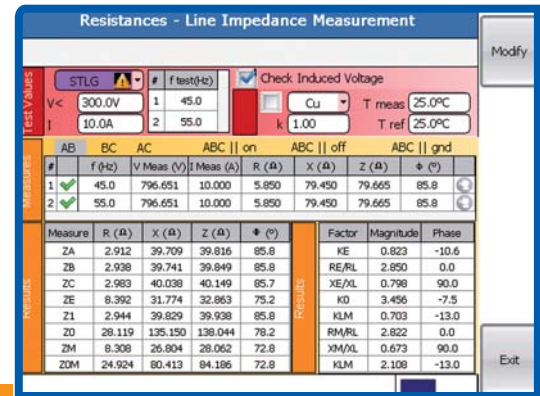 Resistances - Line Impedance Measurement
Modify
Test Values
STLG # f test(Hz) Check Induced Voltage
V< 300.0V 1 45.0 Cu T meas 25.0ºC
I 10.0A 2 55.0 k 1.00 T ref 25.0ºC
Measures
AB BC AC ABC || on ABC || off ABC || gnd
# f (Hz) V Meas (V) I Meas (A) R (Ω) X (Ω) Z (Ω) Φ (º)
1 45.0 796.651 10.000 5.850 79.450 79.665 85.8
2 55.0 796.651 10.000 5.850 79.450 79.665 85.8
Results
Measure R (Ω) X (Ω) Z (Ω) Φ (º)
ZA 2.912 39.709 39.816 85.8
ZB 2.938 39.741 39.849 85.8
ZC 2.983 40.038 40.149 85.7
ZE 8.392 31.774 32.863 75.2
Z1 2.944 39.829 39.938 85.8
Z0 28.119 135.150 138.044 78.2
ZM 8.308 26.804 28.062 72.8
Z0M 24.924 80.413 84.186 72.8
Results
Factor Magnitude Phase
KE 0.823 -10.6
RE/RL 2.850 0.0
XE/XL 0.798 90.0
K0 3.456 -7.5
KLM 0.703 -13.0
RM/RL 2.822 0.0
XM/XL 0.673 90.0
KLM 2.108 -13.0
Exit